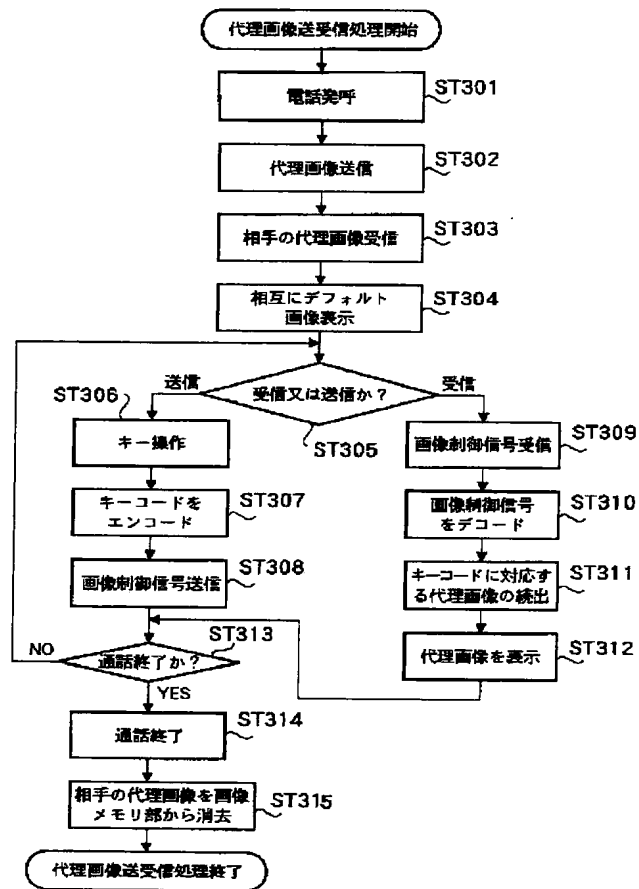 代理画像送受信処理開始
ST301
電話発呼
ST302
代理画像送信
ST303
相手の代理画像受信
ST304
相互にデフォルト
画像表示
送信
受信又は送信か?
受信
ST305
ST306
キー操作
ST307
キーコードを
エンコード
ST308
画像制御信号送信
ST309
画像制御信号受信
ST310
画像制御信号
をデコード
ST311
キーコードに対応す
る代理画像の続出
ST312
代理画像を表示
ST313
NO
通話終了か?
YES
ST314
通話終了
ST315
相手の代理画像を画像
メモリ部から消去
代理画像送受信処理終了